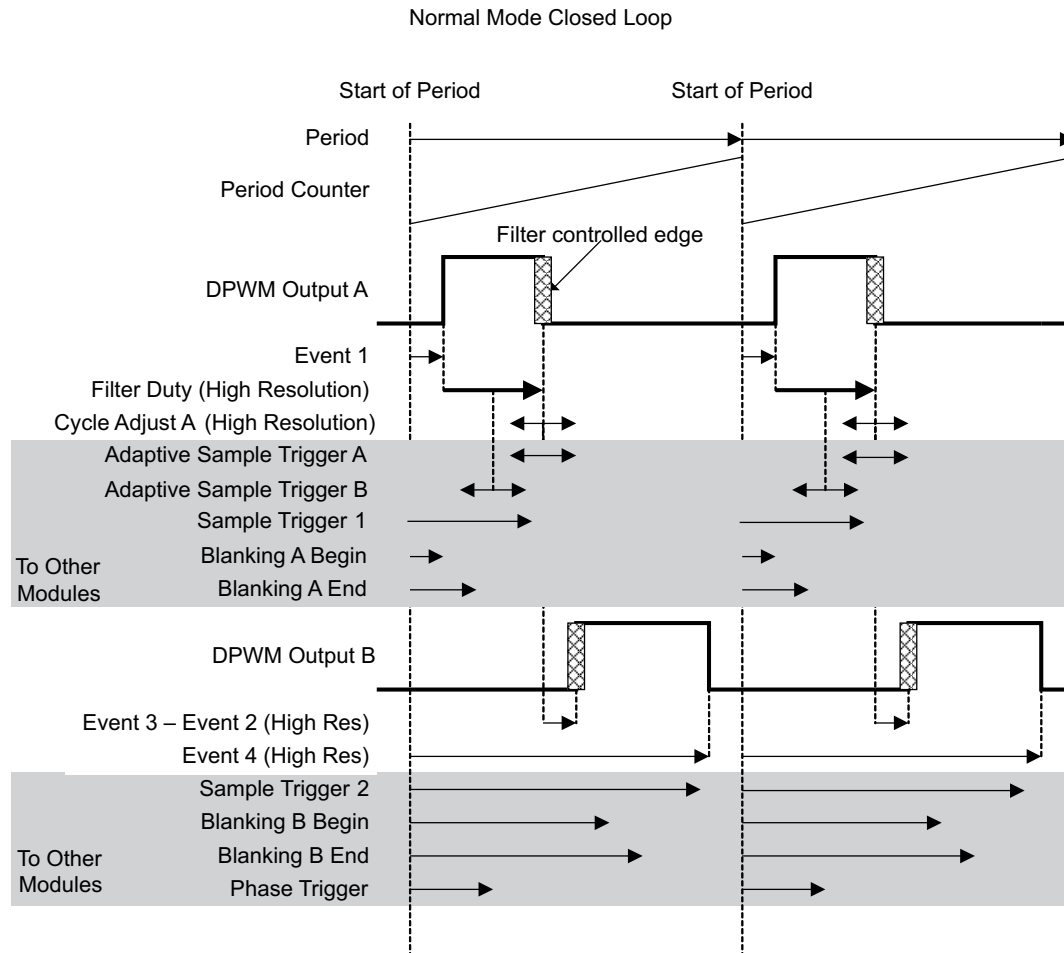 Normal Mode Closed Loop
Start of Period
Start of Period
Period
Period Counter
Filter controlled edge
DPWM Output A
Event 1
Filter Duty (High Resolution)
Cycle Adjust A (High Resolution)
Adaptive Sample Trigger A
Adaptive Sample Trigger B
Sample Trigger 1
Blanking A Begin
To Other
Modules
Blanking A End
DPWM Output B
Event 3 – Event 2 (High Res)
Event 4 (High Res)
Sample Trigger 2
Blanking B Begin
Blanking B End
To Other
Modules
Phase Trigger